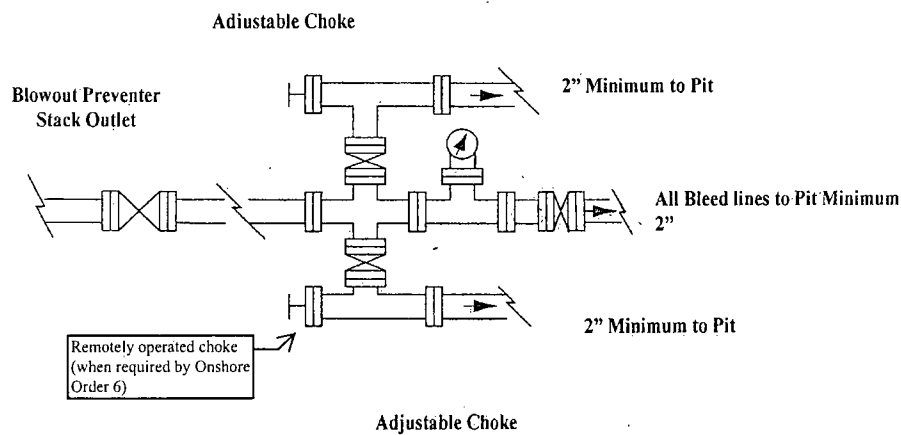 Adjustable Choke
2” Minimum to Pit
Blowout Preventer
Stack Outlet
All Bleed lines to Pit Minimum
2”
2” Minimum to Pit
Remotely operated choke
(when required by Onshore
Order 6)
Adjustable Choke